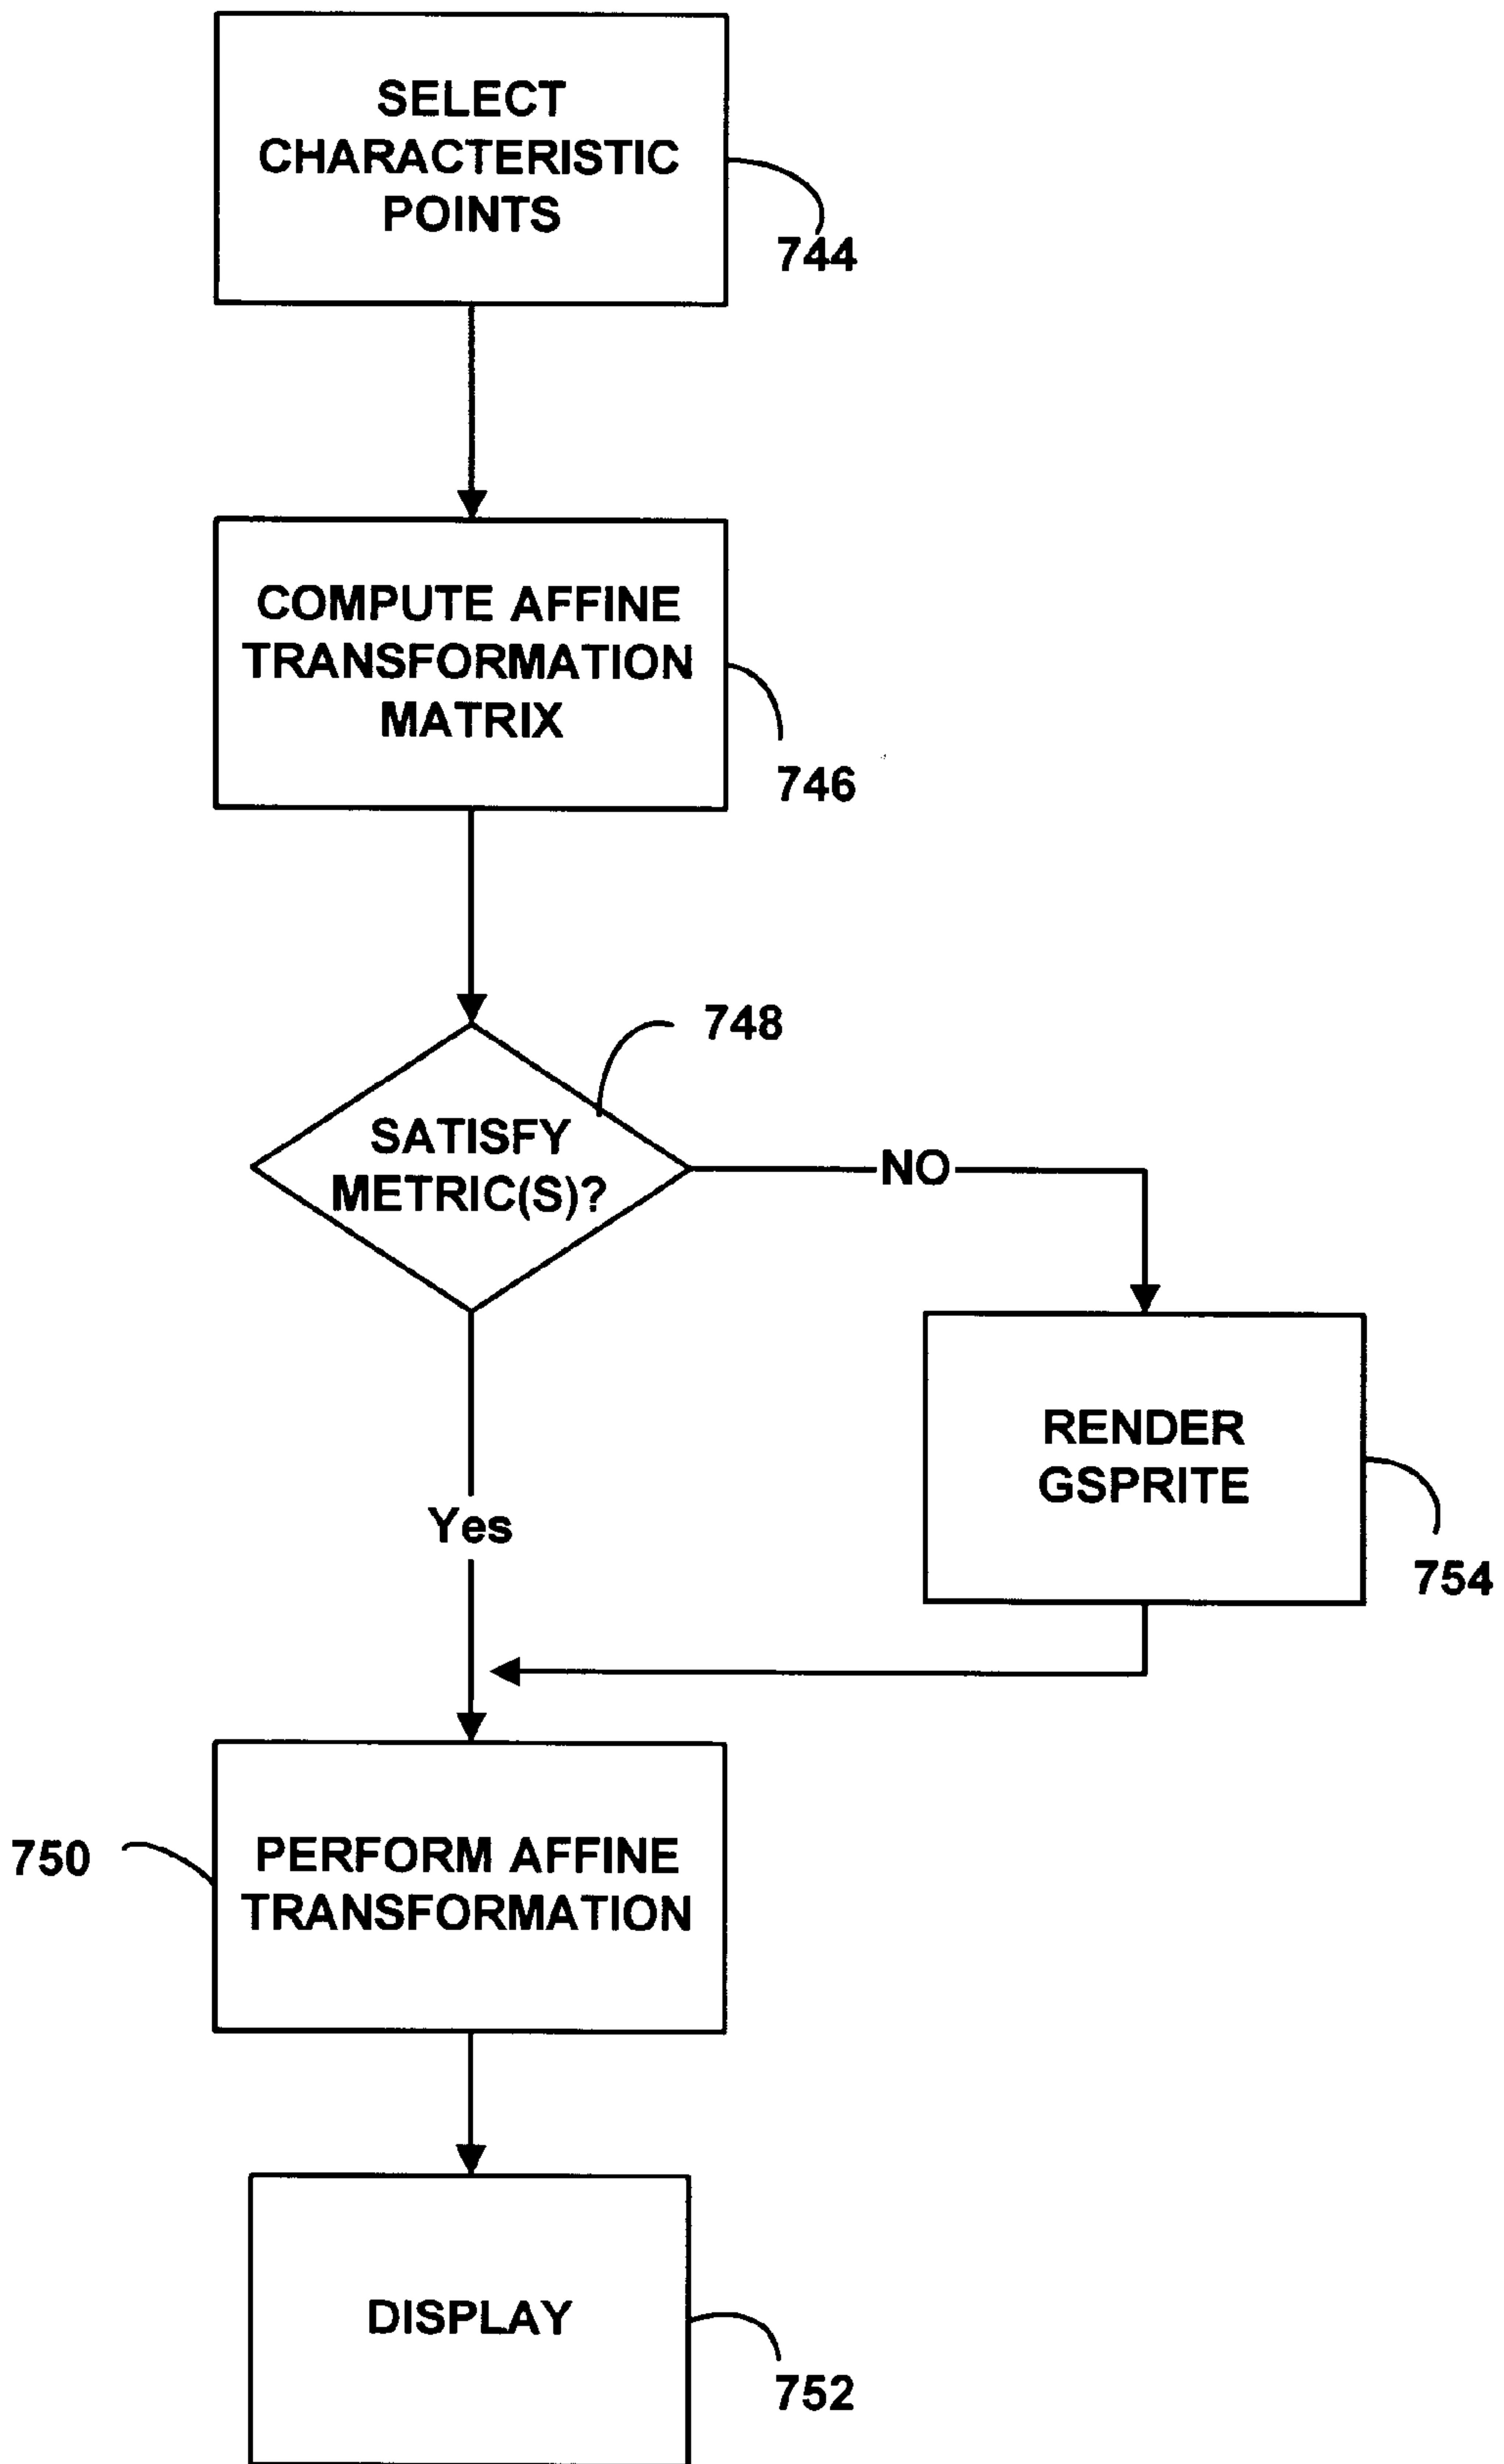 SELECT
CHARACTERISTIC
POINTS
744
COMPUTE AFFINE
TRANSFORMATION
MATRIX
746
748
SATISFY
METRIC(S)?
NO
RENDER
GSPRITE
754
Yes
750
PERFORM AFFINE
TRANSFORMATION
DISPLAY
752